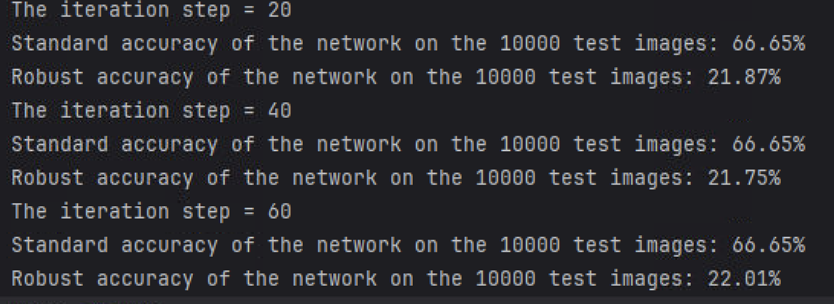 The iteration step = 20
Standard accuracy of the network on the 10000 test images: 66.65%
Robust accuracy of the network on the 10000 test images: 21.87%
The iteration step = 40
Standard accuracy of the network on the 10000 test images: 66.65%
Robust accuracy of the network on the 10000 test images: 21.75%
The iteration step = 60
Standard accuracy of the network on the 10000 test images: 66.65%
Robust accuracy of the network on the 10000 test images: 22.01%